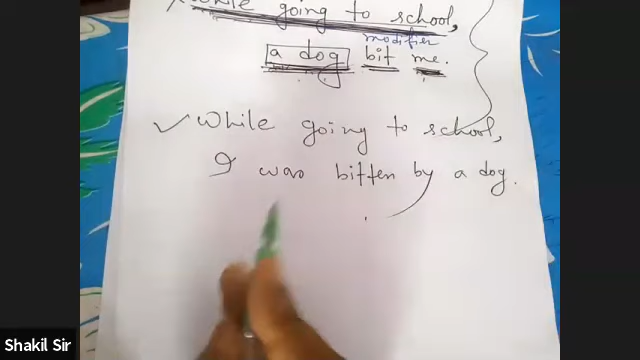 while going to school,
modifier
a dog bit me.
While going to school,
I was bitten by a dog.
Shakil Sir